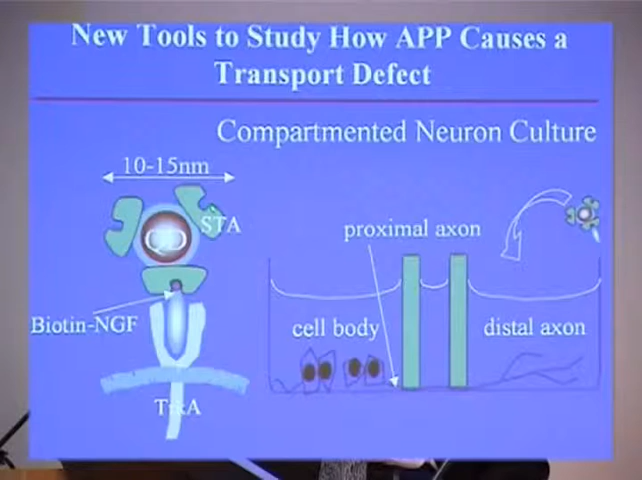 New Tools to Study How APP Causes a
Transport Defect
Compartmented Neuron Culture
10-15nm
STA
QD
proximal axon
Biotin-NGF
cell body
distal axon
TrkA